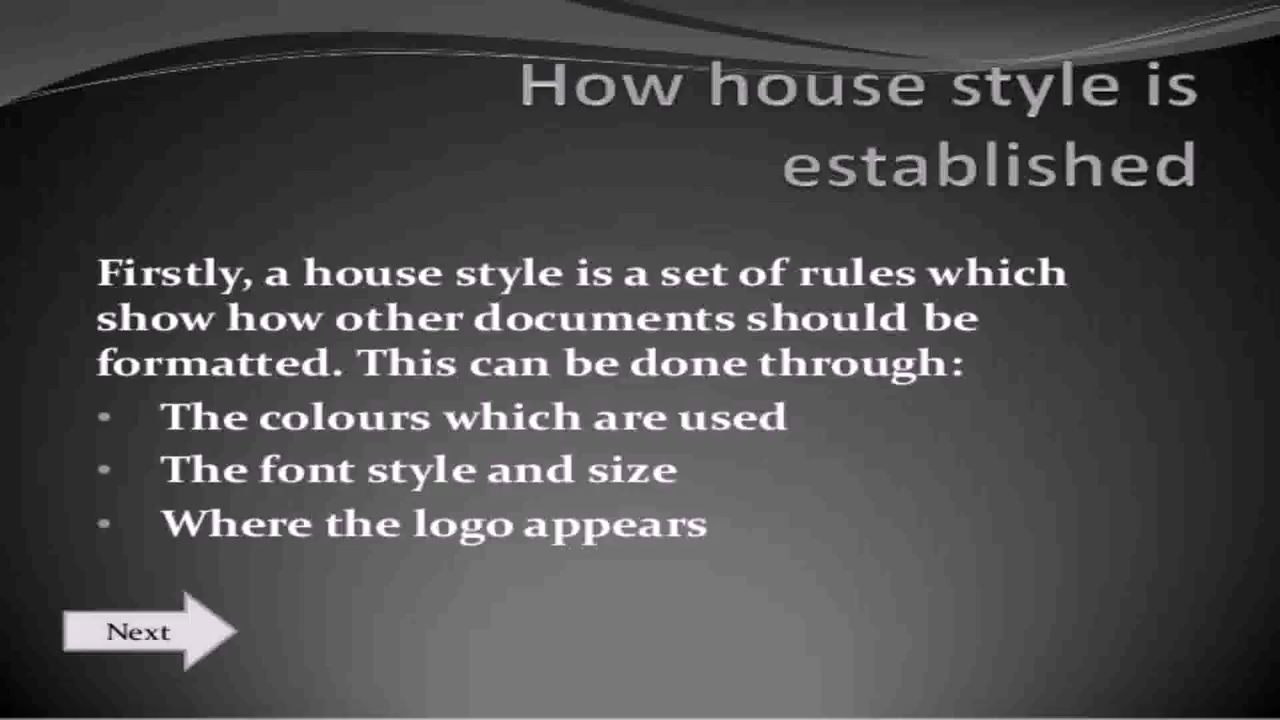 How house style is
established
Firstly, a house style is a set of rules which
show how other documents should be
formatted. This can be done through:
• The colours which are used
• The font style and size
• Where the logo appears
Next